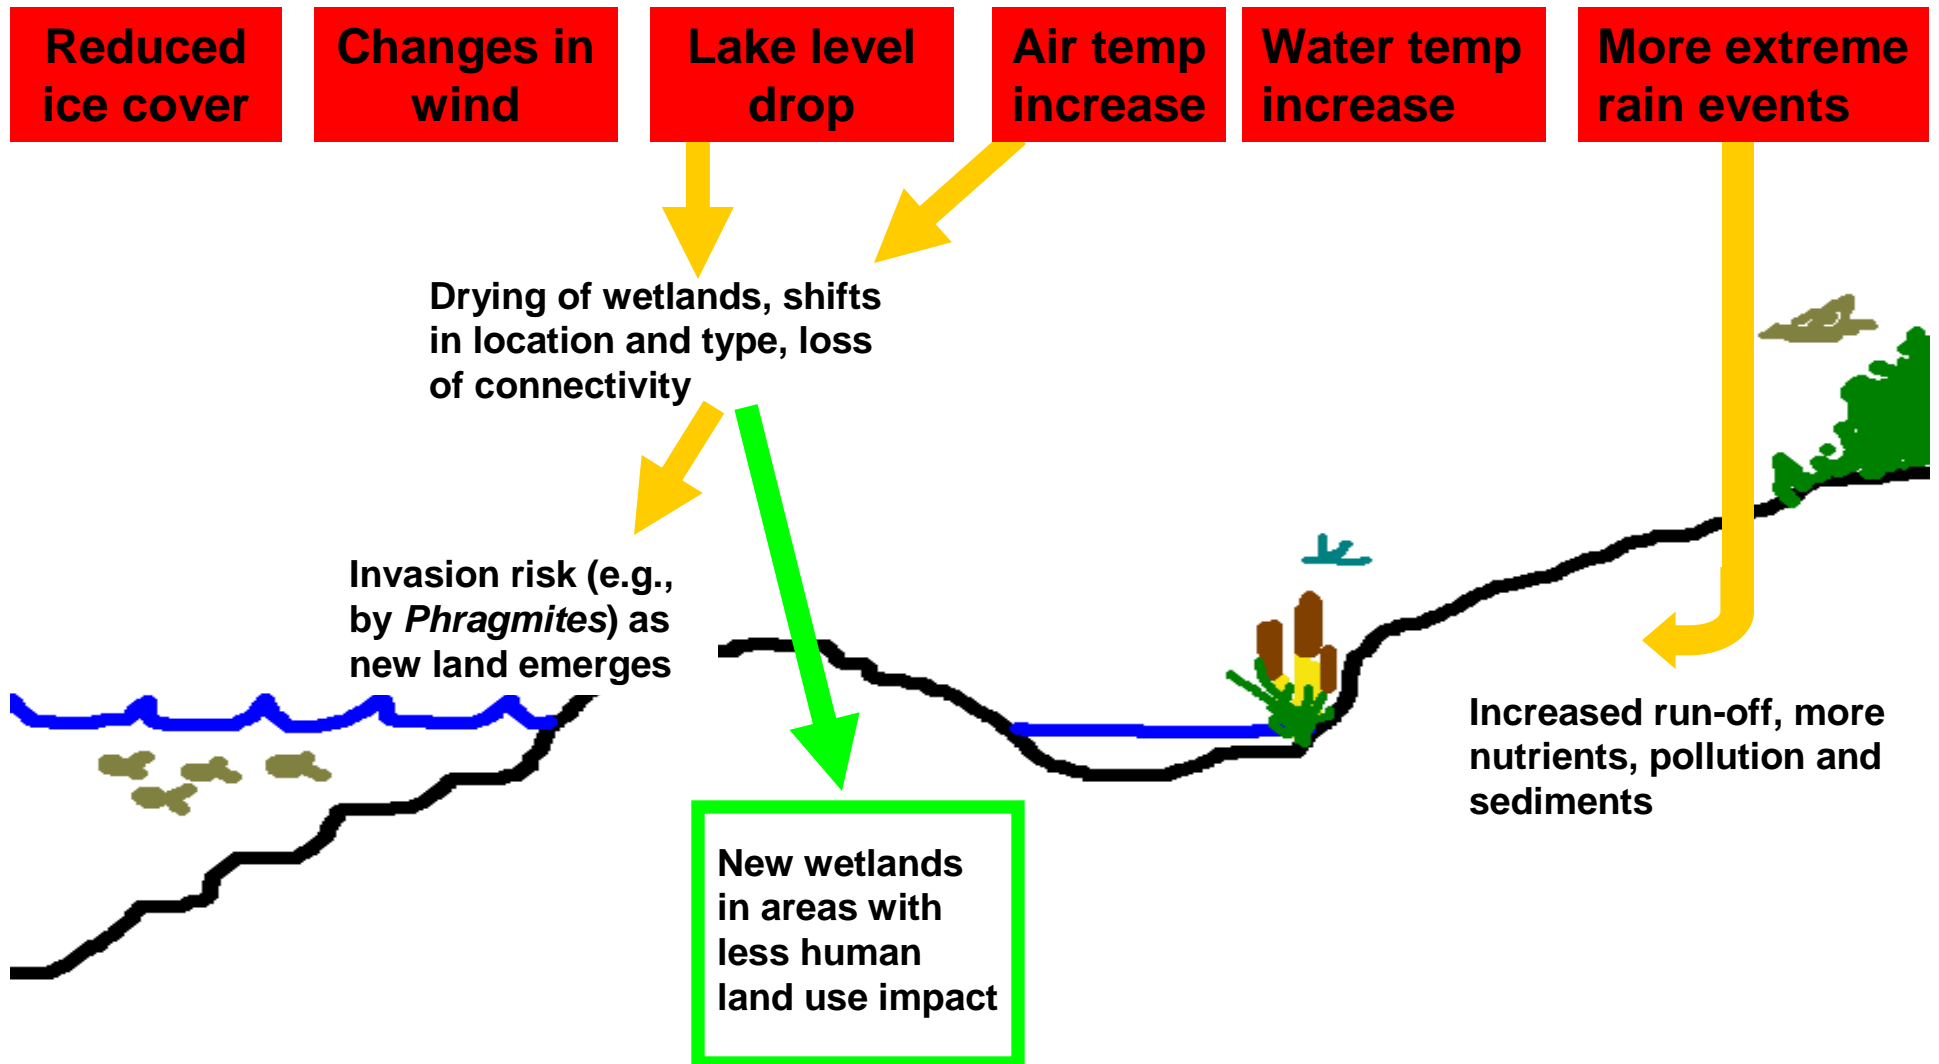 Reduced
ice cover
Changes in
wind
Lake level
drop
Air temp
increase
Water temp
increase
More extreme
rain events
Drying of wetlands, shifts
in location and type, loss
of connectivity
Invasion risk (e.g.,
by Phragmites) as
new land emerges
Increased run-off, more
nutrients, pollution and
sediments
New wetlands
in areas with
less human
land use impact